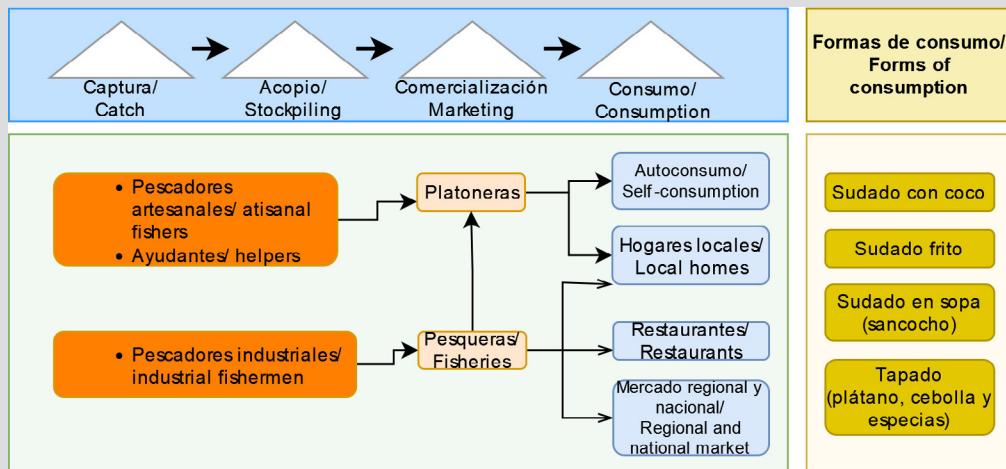 Captura/
Catch
Acopio/
Stockpiling
Comercialización
Marketing
Consumo/
Consumption
Formas de consumo/
Forms of
consumption
• Pescadores
artesanales/ atisanal
fishers
• Ayudantes/ helpers
Platoneras
Autoconsumo/
Self-consumption
Hogares locales/
Local homes
• Pescadores industriales/
industrial fishermen
Pesqueras/
Fisheries
Restaurantes/
Restaurants
Mercado regional y
nacional/
Regional and
national market
Sudado con coco
Sudado frito
Sudado en sopa
(sancocho)
Tapado
(plátano, cebolla y
especias)